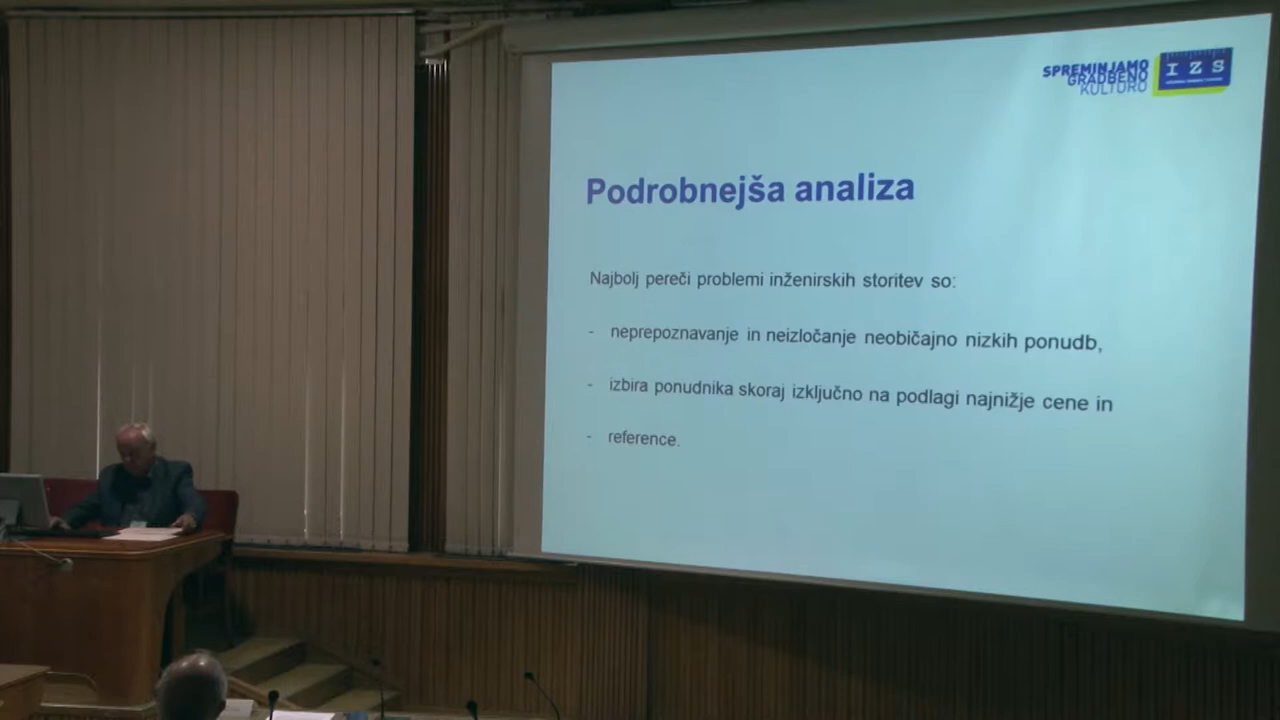 SPREMINJAMO
GRADBENO
KULTURO
IZS
Podrobnejša analiza
Najbolj pereči problemi inženirskih storitev so:
- neprepoznavanje in neizločanje neobičajno nizkih ponudb,
- izbira ponudnika skoraj izključno na podlagi najnižje cene in
- reference.